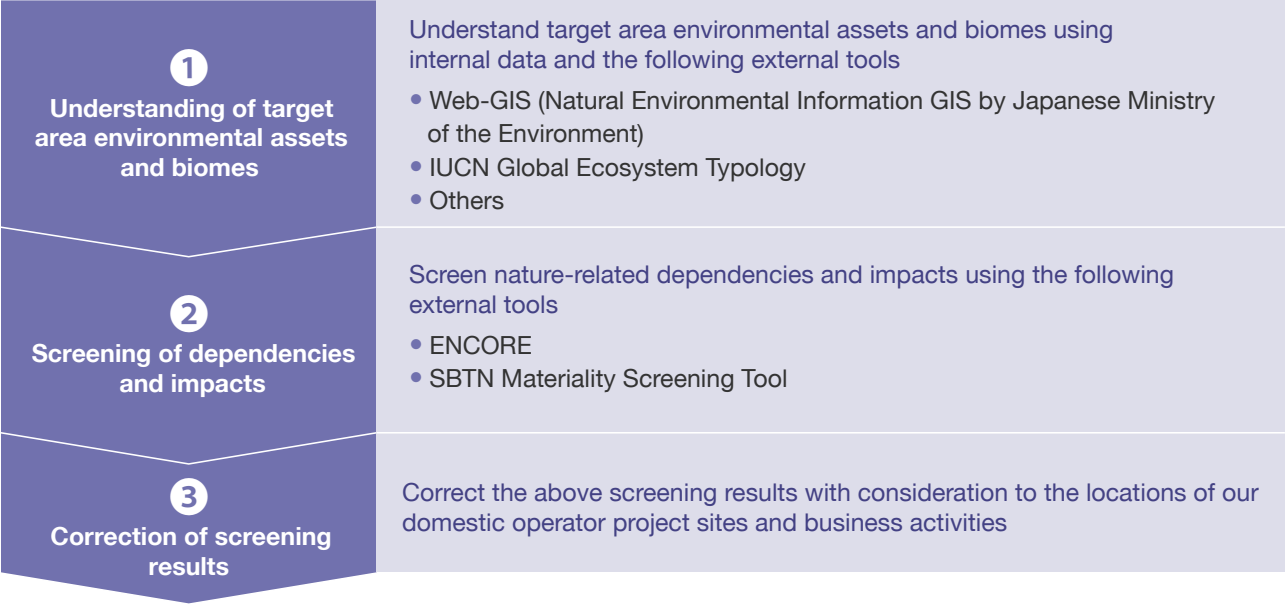 1
Understanding of target
area environmental assets
and biomes
Understand target area environmental assets and biomes using
internal data and the following external tools
• Web-GIS (Natural Environmental Information GIS by Japanese Ministry
of the Environment)
• IUCN Global Ecosystem Typology
• Others
2
Screening of dependencies
and impacts
Screen nature-related dependencies and impacts using the following
external tools
• ENCORE
• SBTN Materiality Screening Tool
3
Correction of screening
results
Correct the above screening results with consideration to the locations of our
domestic operator project sites and business activities